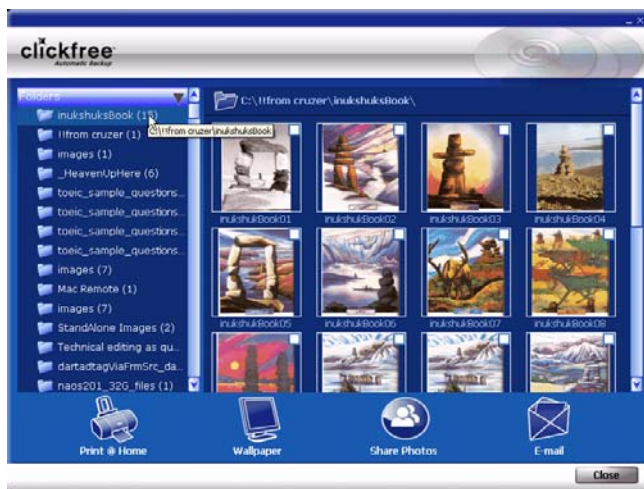 clickfree
Automatic Backup
Folders
C:\!!from cruzer\inukshuksBook\
inukshuksBook (15)
C:\!!from cruzer\inukshuksBook
!!from cruzer (1)
images (1)
_HeavenUpHere (6)
toeic_sample_questions...
toeic_sample_questions...
toeic_sample_questions...
toeic_sample_questions...
images (7)
Mac Remote (1)
images (7)
StandAlone Images (2)
Technical editing as qu...
dartadtagViaFrmSrc_da...
naos201_32G_files (1)
inukshukBook01
inukshukBook02
inukshukBook03
inukshukBook04
inukshukBook05
inukshukBook06
inukshukBook07
inukshukBook08
Print @ Home
Wallpaper
Share Photos
E-mail
Close